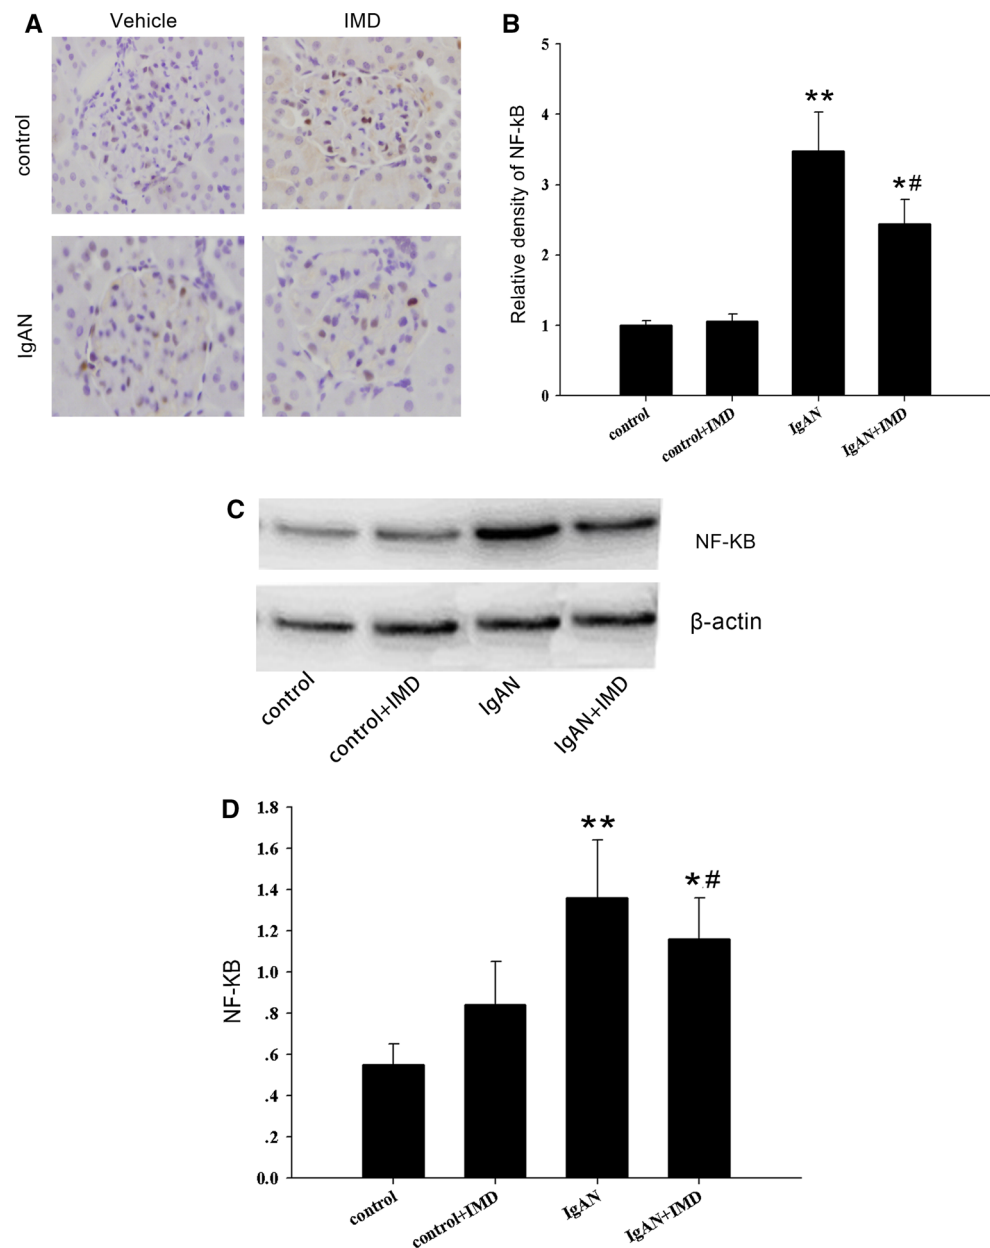 A
Vehicle
IMD
control
IgAN
B
Relative density of NF-kB
5
4
3
2
1
0
**
*#
control
control+IMD
IgAN
IgAN+IMD
C
NF-KB
β-actin
control
control+IMD
IgAN
IgAN+IMD
D
NF-KB
1.8
1.6
1.4
1.2
1.0
.8
.6
.4
.2
0.0
**
*#
control
control+IMD
IgAN
IgAN+IMD